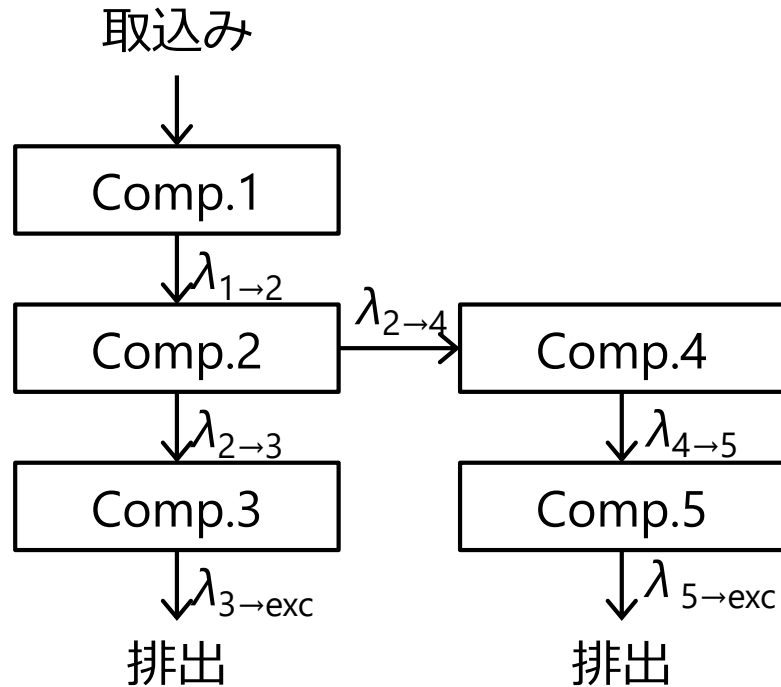 取込み
Comp.1
λ1→2
λ2→4
Comp.2
Comp.4
λ2→3
λ4→5
Comp.3
Comp.5
λ3→exc
λ 5→exc
排出
排出